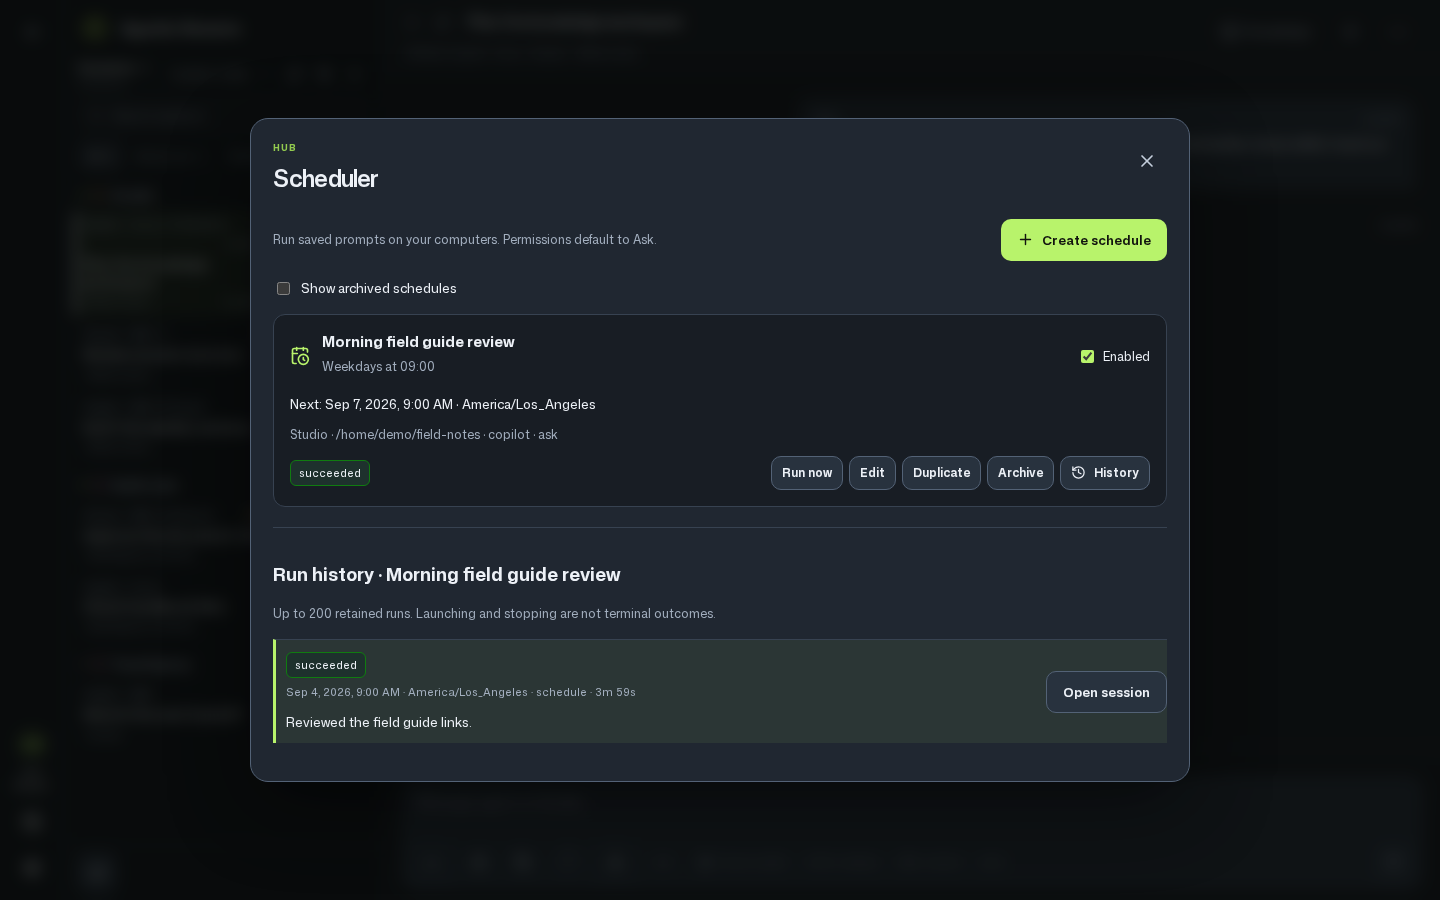 HUB
Scheduler
Run saved prompts on your computers. Permissions default to Ask.
Create schedule
Show archived schedules
Morning field guide review
Weekdays at 09:00
Enabled
Next: Sep 7, 2026, 9:00 AM · America/Los_Angeles
Studio · /home/demo/field-notes · copilot · ask
succeeded
Run now
Edit
Duplicate
Archive
History
Run history · Morning field guide review
Up to 200 retained runs. Launching and stopping are not terminal outcomes.
succeeded
Sep 4, 2026, 9:00 AM · America/Los_Angeles · schedule · 3m 59s
Open session
Reviewed the field guide links.